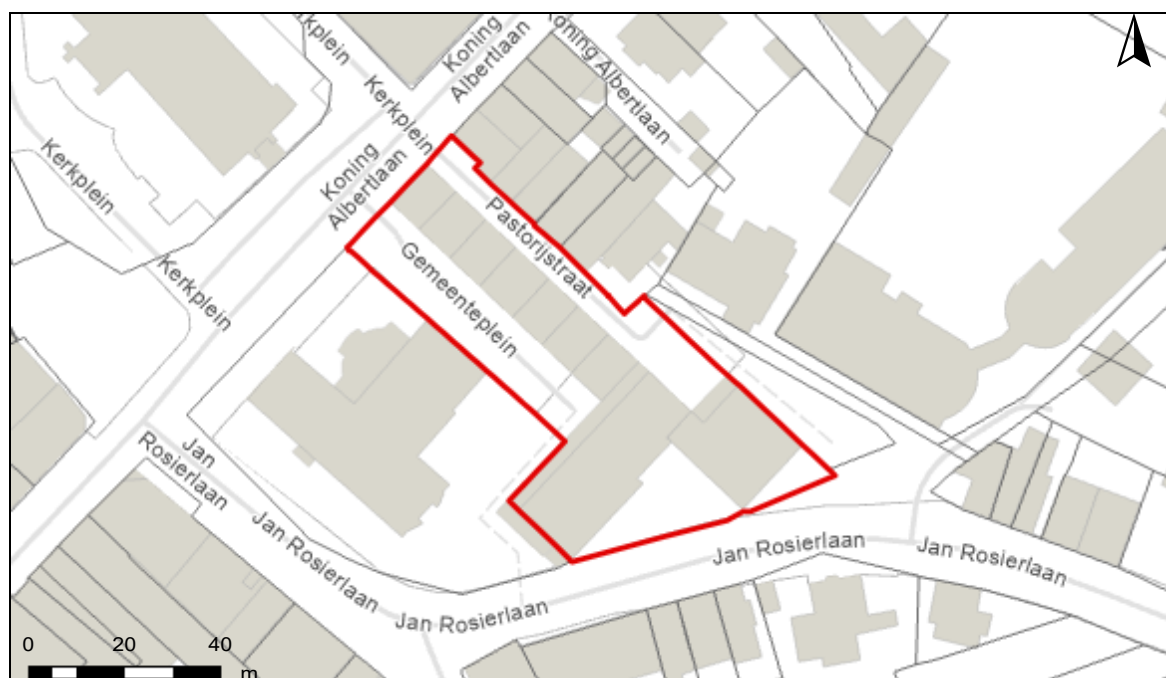 rkplein
Koning
Albertlaan
Koning Albertlaan
Kerkplein
Kerkplein
Koning
Albertlaan
Pastorijstraat
Gemeenteplein
Kerkplein
Jan
Rosierlaan
Jan Rosierlaan
Jan Rosierlaan
Jan Rosierlaan
Jan Rosierlaan
0 20 40
m